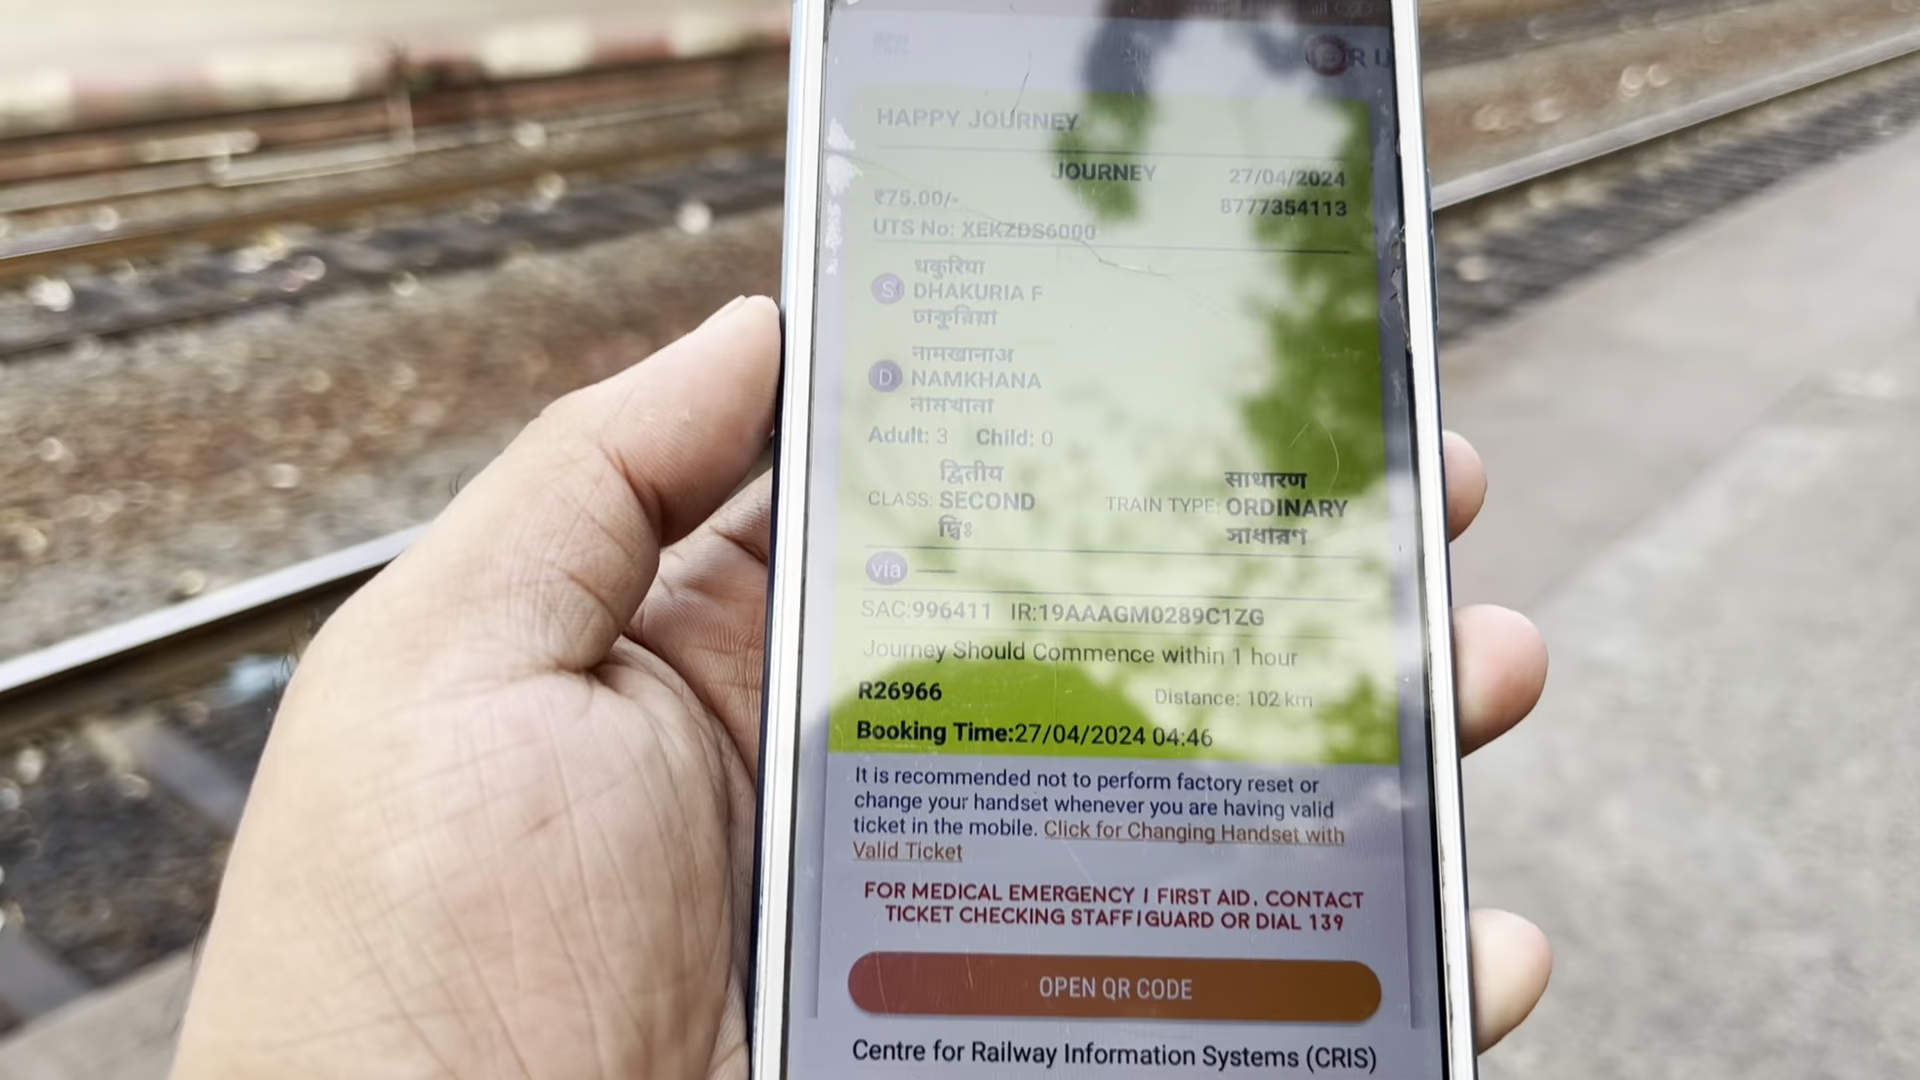 HAPPY JOURNEY
JOURNEY 27/04/2024
₹75.00/- 8777354113
UTS No: XEKZDS6000
धकुरिया
S DHAKURIA F
ঢাকুরিয়া
नामखानाअ
D NAMKHANA
নামখানা
Adult: 3 Child: 0
द्वितीय साधारण
CLASS: SECOND TRAIN TYPE: ORDINARY
দ্বিঃ সাধারণ
via
SAC:996411 IR:19AAAGM0289C1ZG
Journey Should Commence within 1 hour
R26966 Distance: 102 km
Booking Time:27/04/2024 04:46
It is recommended not to perform factory reset or
change your handset whenever you are having valid
ticket in the mobile. Click for Changing Handset with
Valid Ticket
FOR MEDICAL EMERGENCY | FIRST AID, CONTACT
TICKET CHECKING STAFF|GUARD OR DIAL 139
OPEN QR CODE
Centre for Railway Information Systems (CRIS)